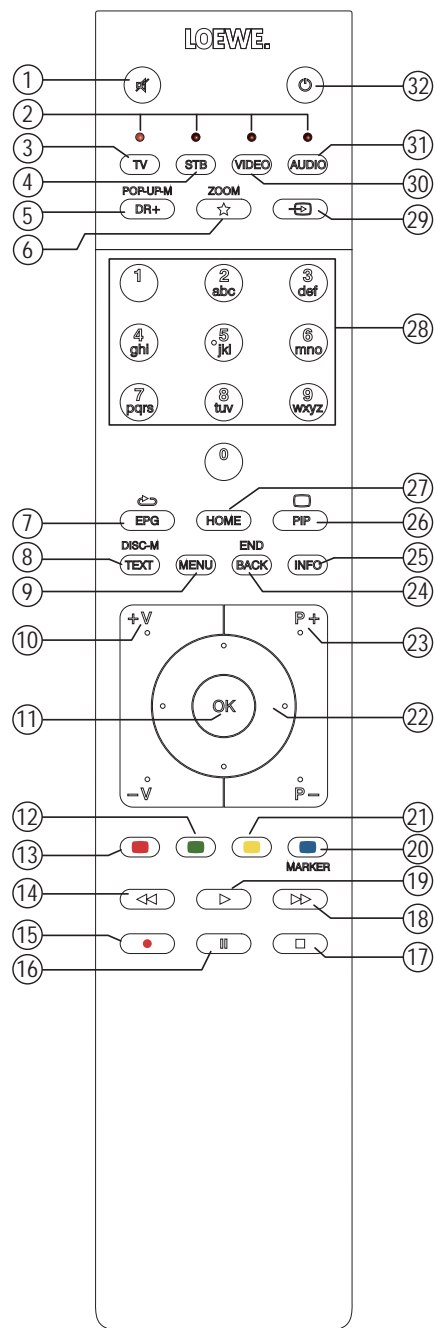 LOEWE.
1
32
2
31
3
TV STB VIDEO AUDIO
4
30
POP-UP-M ZOOM
5
DR+
29
6
1 2 3
abc def
28
4 5 6
ghi jkl mno
7 8 9
pqrs tuv wxyz
0
27
7
EPG HOME PIP
26
8
DISC-M END
25
TEXT MENU BACK INFO
9
24
10
+V P+
23
11
OK
22
-V P-
12
21
13
20
MARKER
14
19
18
15
16
17